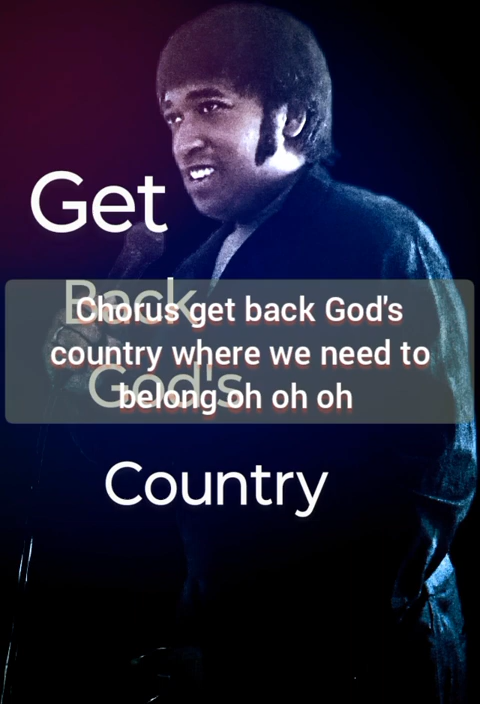 Get
Back
God's
Country
Chorus get back God's
country where we need to
belong oh oh oh